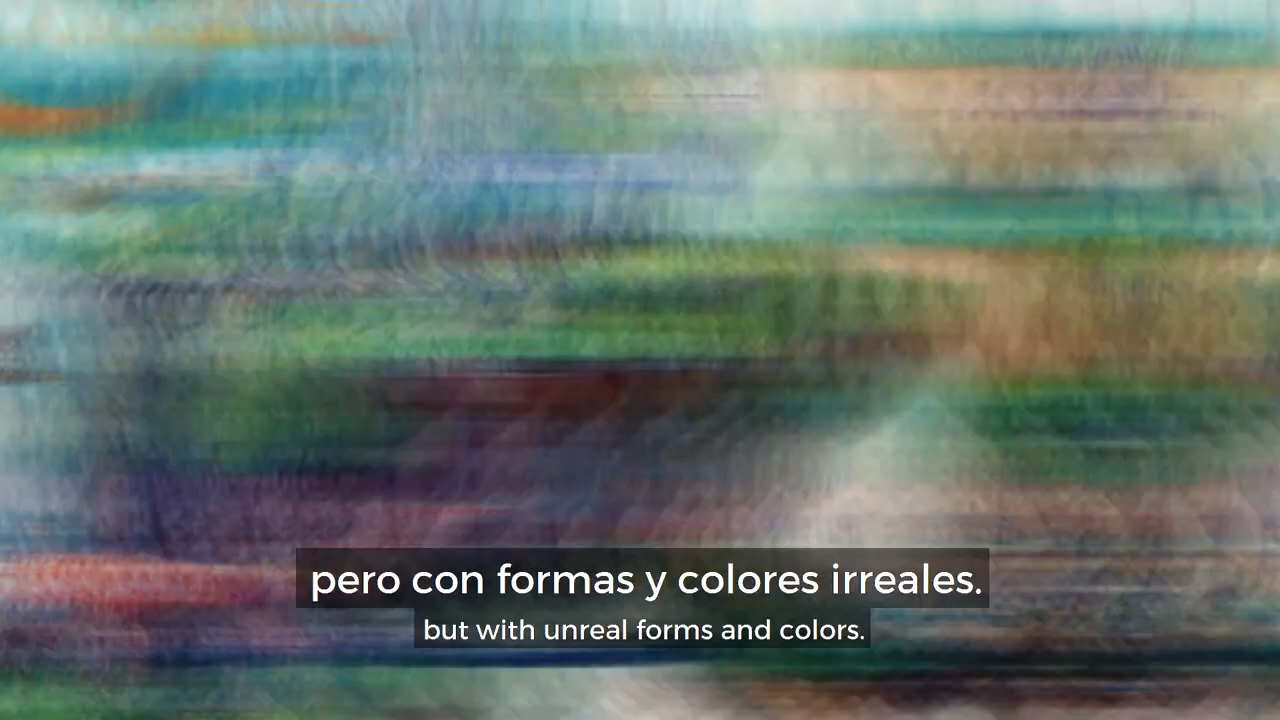 pero con formas y colores irreales.
but with unreal forms and colors.